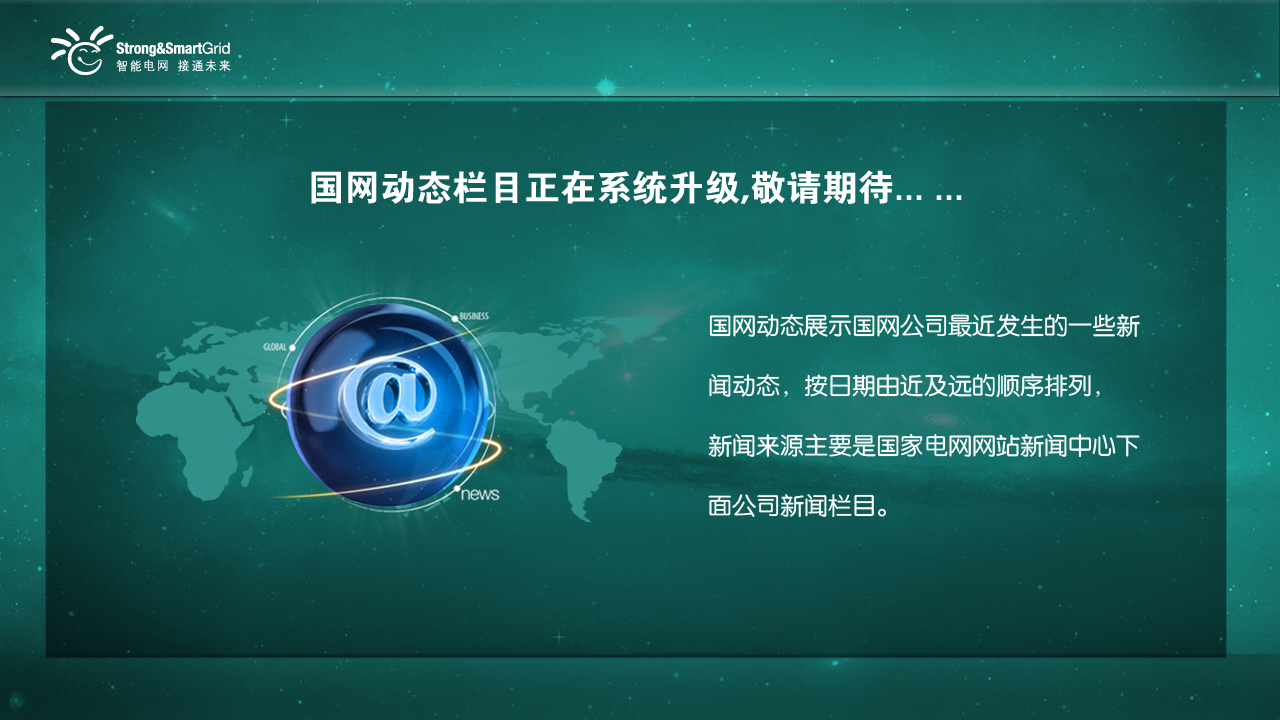 Strong&SmartGrid
智能电网 接通未来
国网动态栏目正在系统升级,敬请期待... ...
BUSINESS
GLOBAL
@
news
国网动态展示国网公司最近发生的一些新
闻动态，按日期由近及远的顺序排列，
新闻来源主要是国家电网网站新闻中心下
面公司新闻栏目。